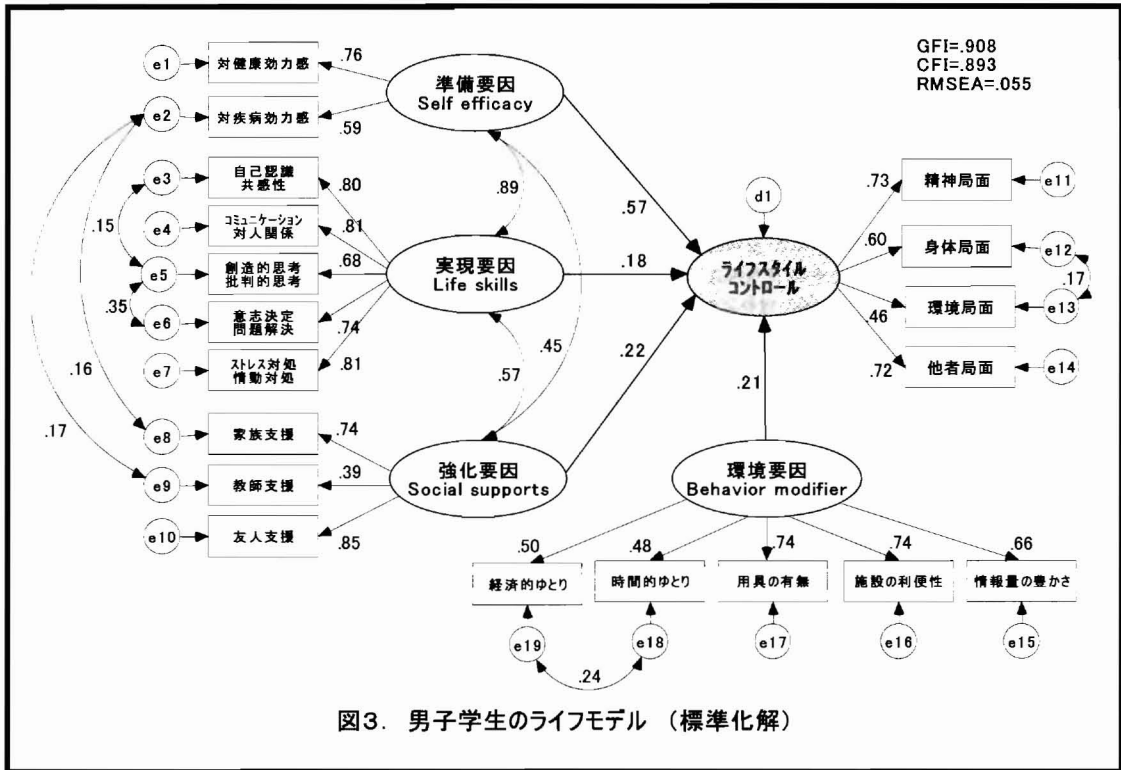 GFI=.908
CFI=.893
RMSEA=.055
e1
対健康効力感
.76
準備要因
Self efficacy
e2
対疾病効力感
.59
e3
自己認識
共感性
.80
.89
.57
d1
.73
精神局面
e11
.15
e4
コミュニケーション
対人関係
.81
.60
身体局面
e12
e5
創造的思考
批判的思考
.68
実現要因
Life skills
.18
ライフスタイル
コントロール
.17
.35
e6
意志決定
問題解決
.74
.46
環境局面
e13
.45
.22
e7
ストレス対処
情動対処
.81
.57
.72
他者局面
e14
.16
.21
.17
e8
家族支援
.74
e9
教師支援
.39
強化要因
Social supports
環境要因
Behavior modifier
e10
友人支援
.85
.50
.48
.74
.74
.66
経済的ゆとり
時間的ゆとり
用具の有無
施設の利便性
情報量の豊かさ
e19
e18
e17
e16
e15
.24
図3. 男子学生のライフモデル (標準化解)